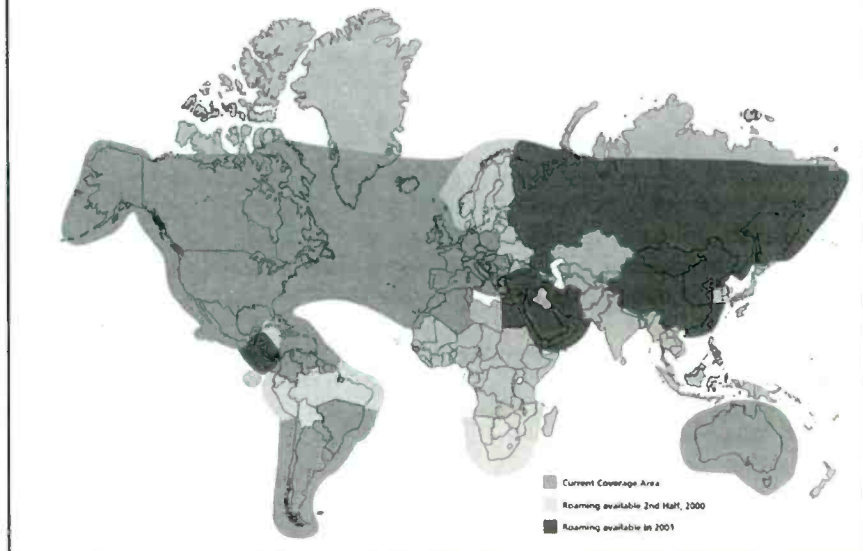 Current Coverage Area
Roaming available 2nd Half, 2000
Roaming available in 2001